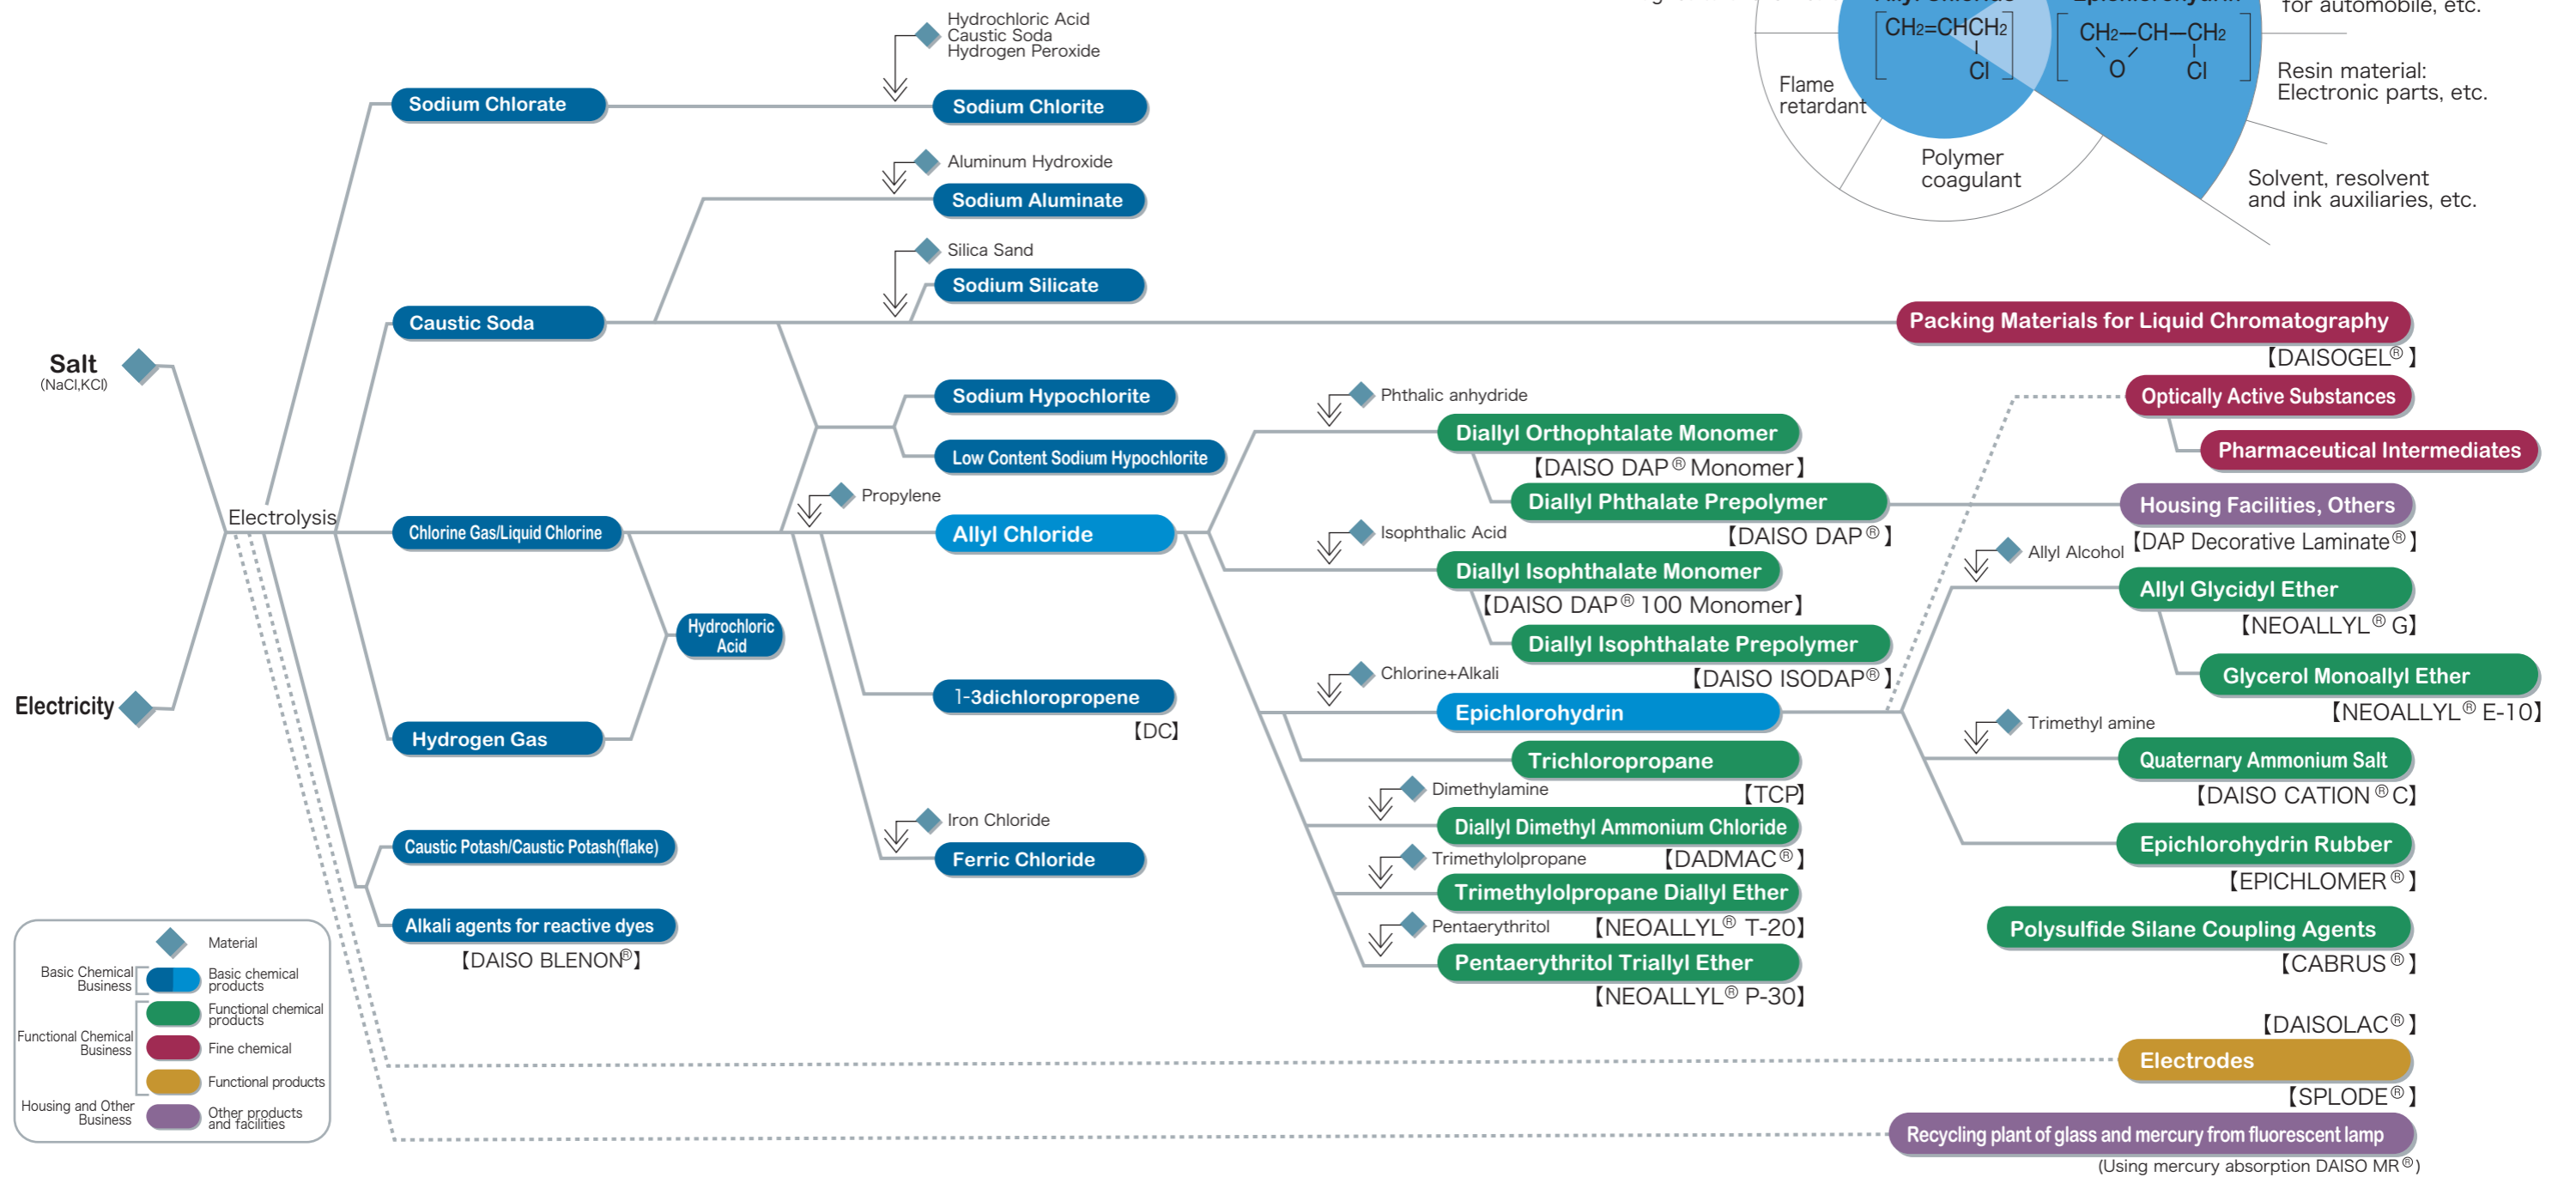 for automobile, etc.
CH2=CHCH2
Cl
CH2—CH—CH2
O
Cl
Flame
retardant
Polymer
coagulant
Resin material:
Electronic parts, etc.
Solvent, resolvent
and ink auxiliaries, etc.
Salt
(NaCl,KCl)
Electricity
Electrolysis
Sodium Chlorate
Hydrochloric Acid
Caustic Soda
Hydrogen Peroxide
Sodium Chlorite
Aluminum Hydroxide
Sodium Aluminate
Silica Sand
Sodium Silicate
Caustic Soda
Packing Materials for Liquid Chromatography
【DAISOGEL®】
Sodium Hypochlorite
Low Content Sodium Hypochlorite
Chlorine Gas/Liquid Chlorine
Propylene
Allyl Chloride
Hydrochloric
Acid
Hydrogen Gas
1-3dichloropropene
【DC】
Iron Chloride
Ferric Chloride
Caustic Potash/Caustic Potash(flake)
Alkali agents for reactive dyes
【DAISO BLENON®】
Phthalic anhydride
Diallyl Orthophtalate Monomer
【DAISO DAP® Monomer】
Diallyl Phthalate Prepolymer
【DAISO DAP®】
Isophthalic Acid
Diallyl Isophthalate Monomer
【DAISO DAP® 100 Monomer】
Diallyl Isophthalate Prepolymer
【DAISO ISODAP®】
Chlorine+Alkali
Epichlorohydrin
Trichloropropane
【TCP】
Dimethylamine
Diallyl Dimethyl Ammonium Chloride
【DADMAC®】
Trimethylolpropane
Trimethylolpropane Diallyl Ether
【NEOALLYL® T-20】
Pentaerythritol
Pentaerythritol Triallyl Ether
【NEOALLYL® P-30】
Optically Active Substances
Pharmaceutical Intermediates
Housing Facilities, Others
【DAP Decorative Laminate®】
Allyl Alcohol
Allyl Glycidyl Ether
【NEOALLYL® G】
Glycerol Monoallyl Ether
【NEOALLYL® E-10】
Trimethyl amine
Quaternary Ammonium Salt
【DAISO CATION® C】
Epichlorohydrin Rubber
【EPICHLOMER®】
Polysulfide Silane Coupling Agents
【CABRUS®】
【DAISOLAC®】
Electrodes
【SPLODE®】
Recycling plant of glass and mercury from fluorescent lamp
(Using mercury absorption DAISO MR®)
Material
Basic Chemical
Business
Basic chemical
products
Functional chemical
products
Functional Chemical
Business
Fine chemical
Functional products
Housing and Other
Business
Other products
and facilities